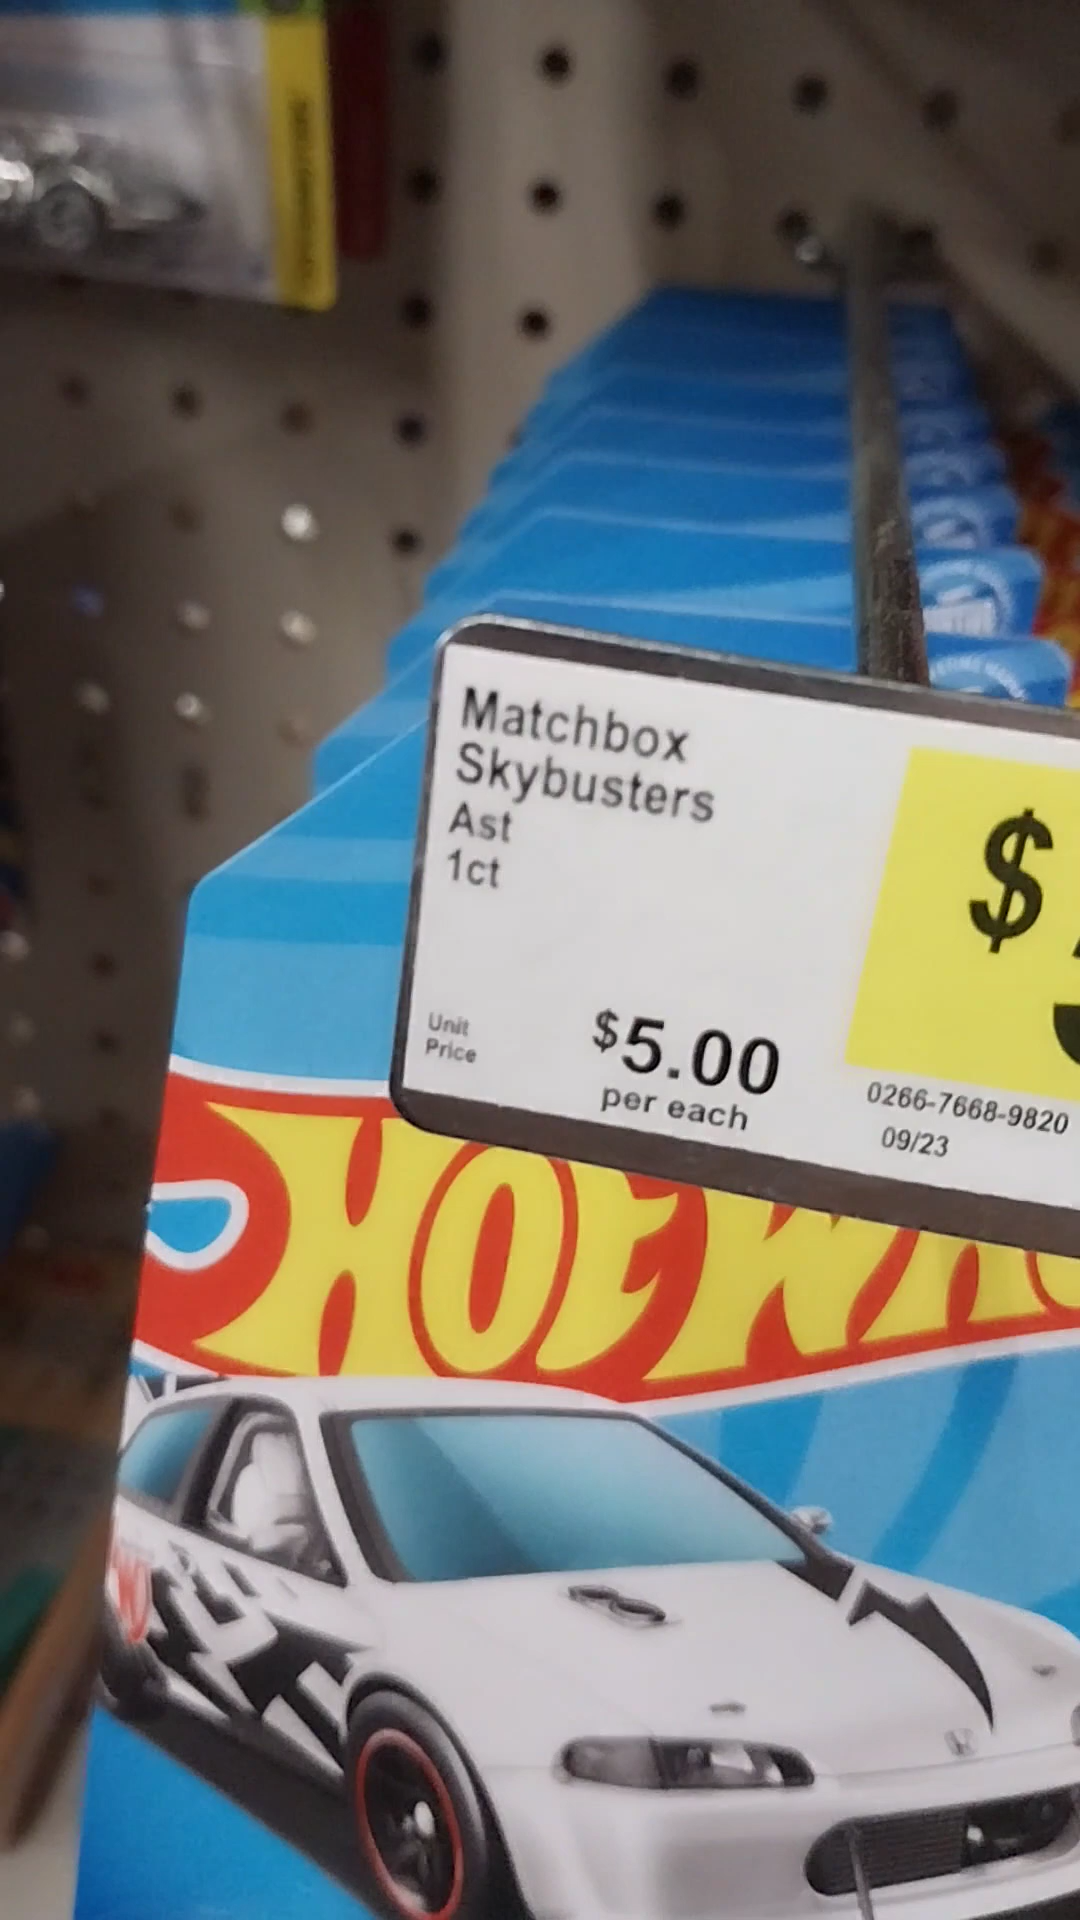 Matchbox
Skybusters
Ast
1ct
$
Unit
Price
$5.00
per each
0266-7668-9820
09/23
HOT